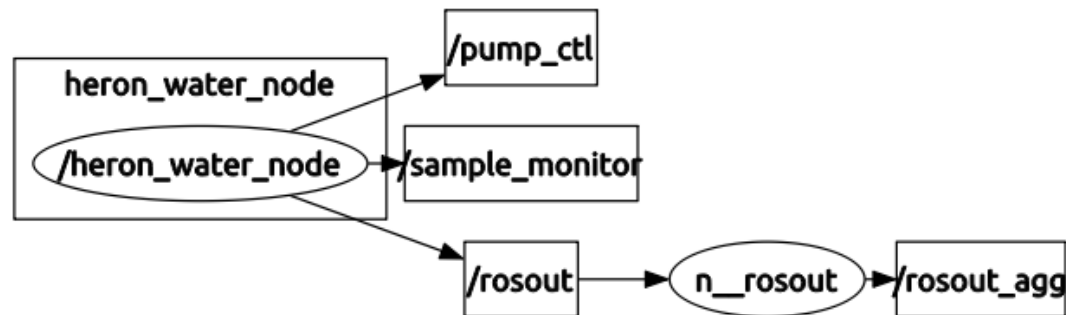 /pump_ctl
heron_water_node
/heron_water_node
/sample_monitor
/rosout
n__rosout
/rosout_agg